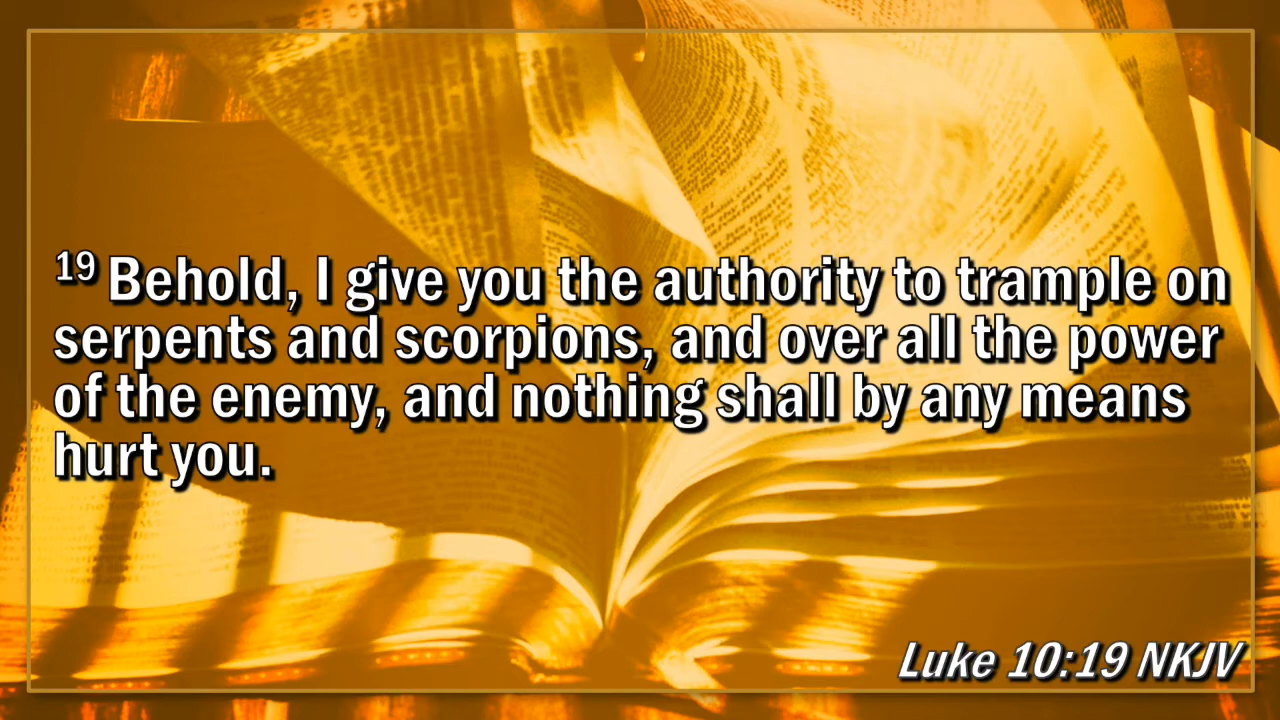 19 Behold, I give you the authority to trample on
serpents and scorpions, and over all the power
of the enemy, and nothing shall by any means
hurt you.
Luke 10:19 NKJV